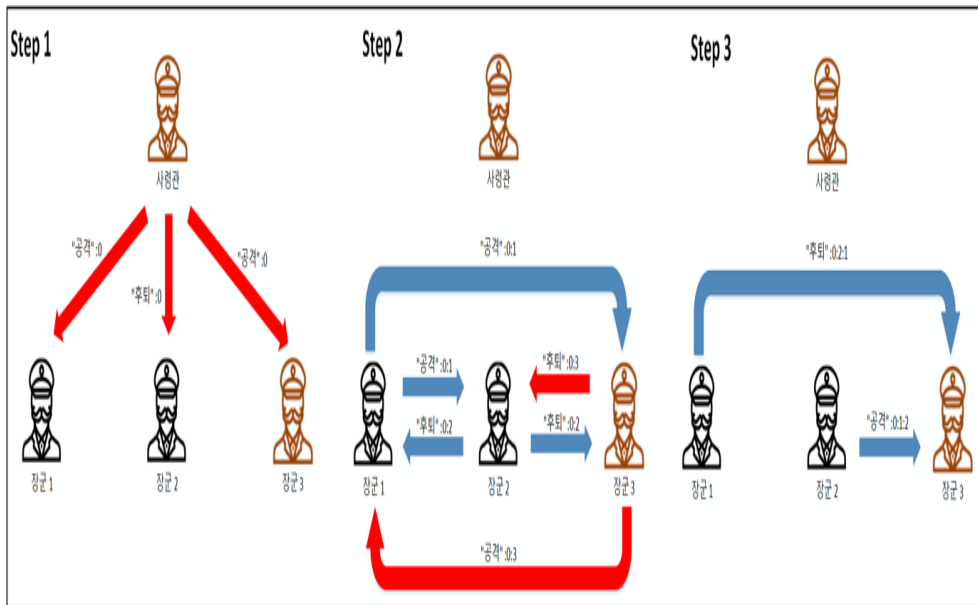 Step 1
사령관
"공격" :0
"후퇴" :0
"공격" :0
장군 1
장군 2
장군 3
Step 2
사령관
"공격" :0:1
"공격" :0:1
"후퇴" :0:3
"후퇴" :0:2
"후퇴" :0:2
장군 1
장군 2
장군 3
"공격" :0:3
Step 3
사령관
"후퇴" :0:2:1
"공격" :0:1:2
장군 1
장군 2
장군 3